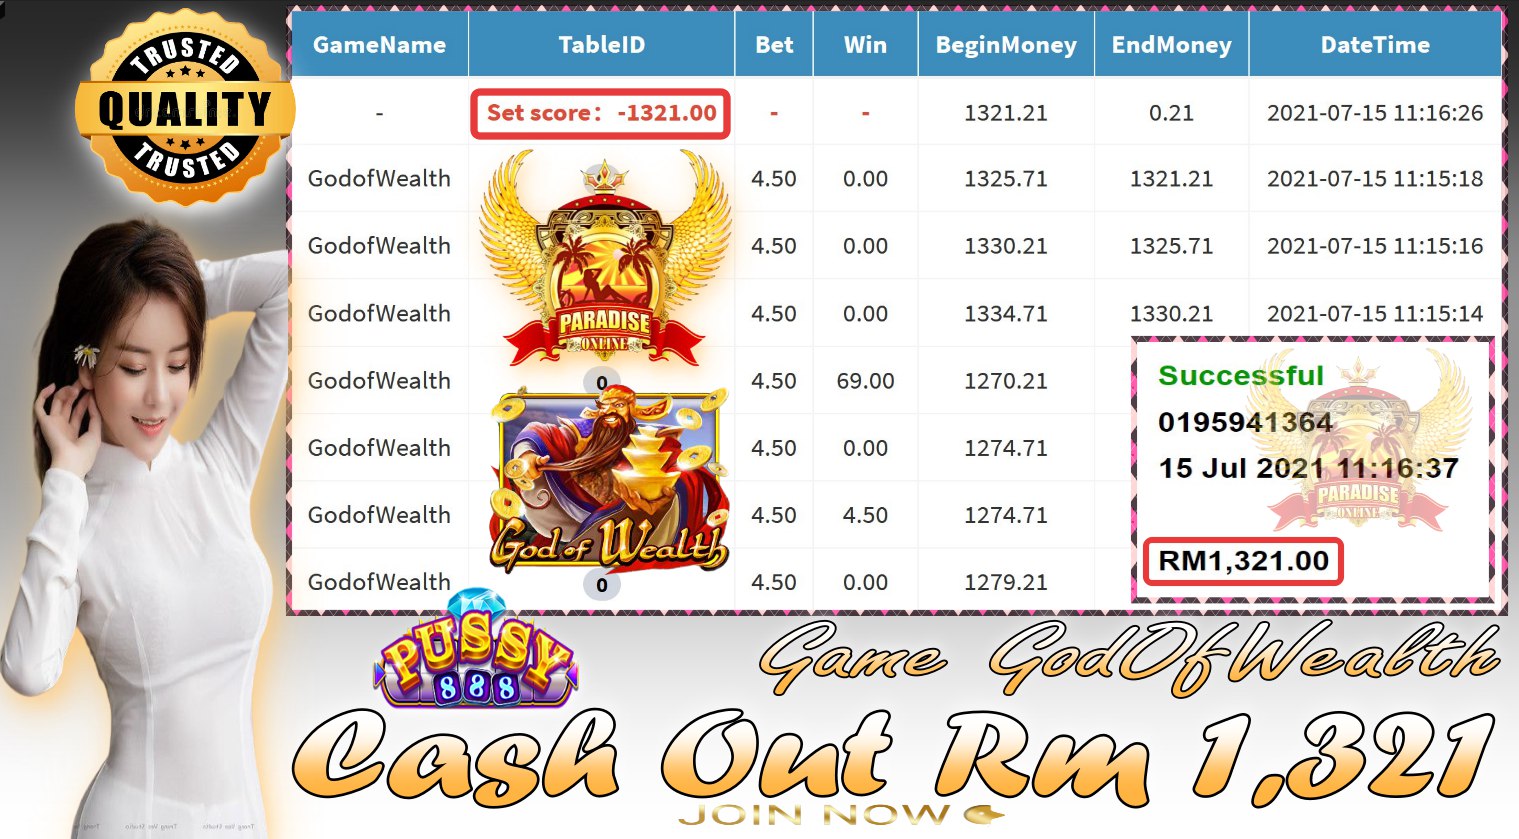 TRUSTED
QUALITY
TRUSTED
GameName TableID Bet Win BeginMoney EndMoney DateTime
- Set score: -1321.00 - - 1321.21 0.21 2021-07-15 11:16:26
GodofWealth 4.50 0.00 1325.71 1321.21 2021-07-15 11:15:18
GodofWealth 4.50 0.00 1330.21 1325.71 2021-07-15 11:15:16
GodofWealth 4.50 0.00 1334.71 1330.21 2021-07-15 11:15:14
GodofWealth 0 4.50 69.00 1270.21
GodofWealth 4.50 0.00 1274.71
GodofWealth 4.50 4.50 1274.71
GodofWealth 0 4.50 0.00 1279.21
PARADISE
ONLINE
God of Wealth
Successful
0195941364
15 Jul 2021 11:16:37
PARADISE
ONLINE
RM1,321.00
PUSSY
888
Game GodOfWealth
Cash Out Rm 1,321
JOIN NOW